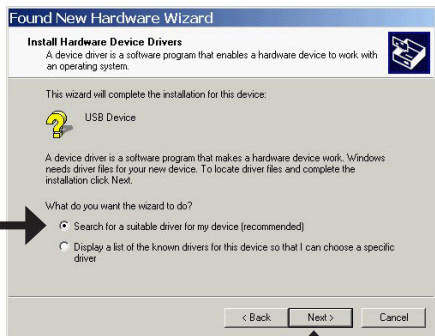 Found New Hardware Wizard
Install Hardware Device Drivers
A device driver is a software program that enables a hardware device to work with
an operating system.
This wizard will complete the installation for this device:
USB Device
A device driver is a software program that makes a hardware device work. Windows
needs driver files for your new device. To locate driver files and complete the
installation click Next.
What do you want the wizard to do?
Search for a suitable driver for my device (recommended)
Display a list of the known drivers for this device so that I can choose a specific
driver
< Back Next > Cancel